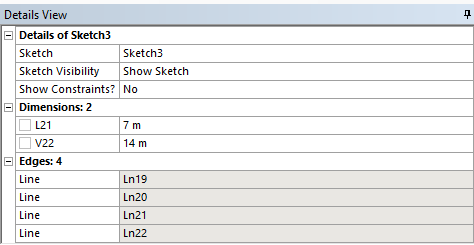 Details View
Details of Sketch3
Sketch Sketch3
Sketch Visibility Show Sketch
Show Constraints? No
Dimensions: 2
L21 7 m
V22 14 m
Edges: 4
Line Ln19
Line Ln20
Line Ln21
Line Ln22